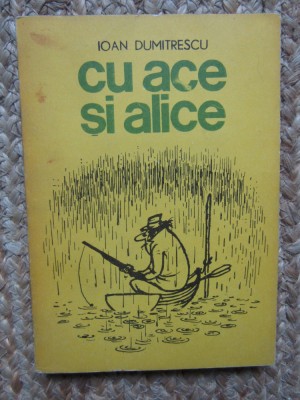 IOAN DUMITRESCU
cu ace
și alice